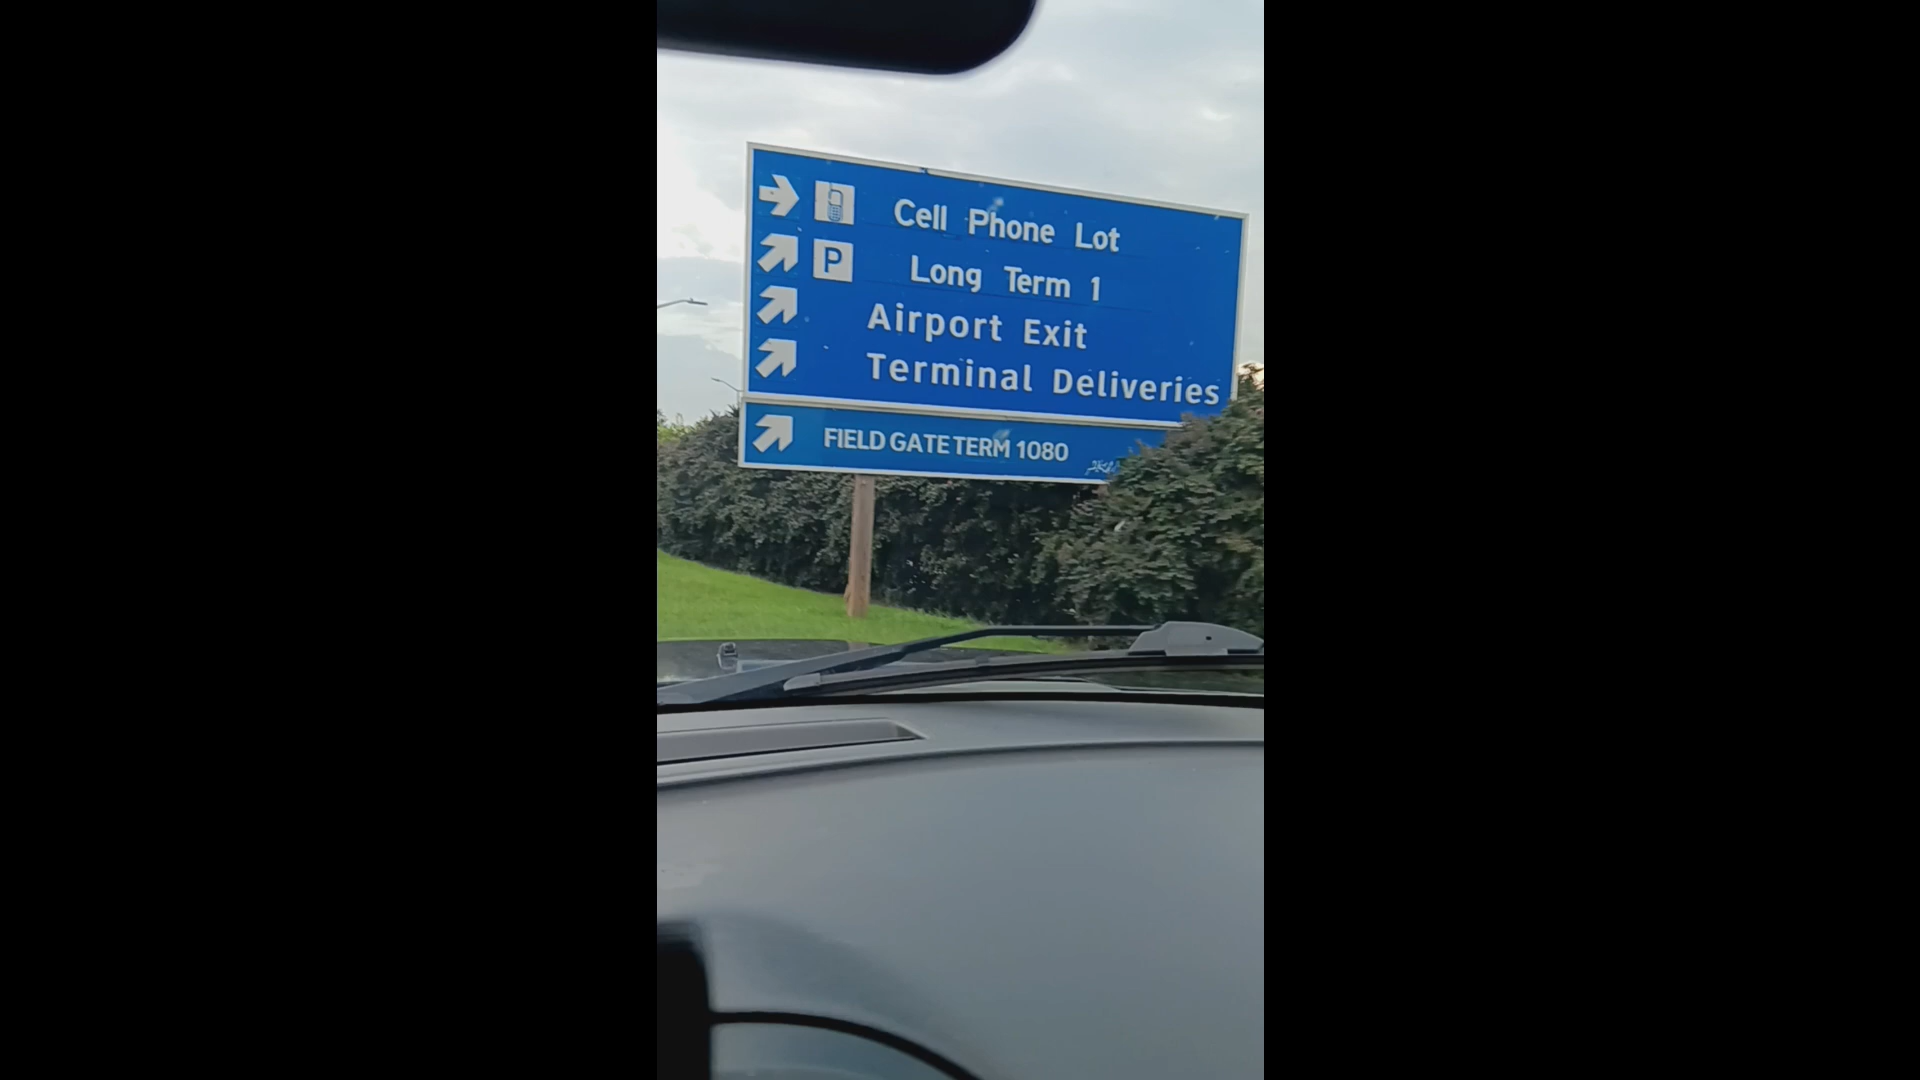 Cell Phone Lot
P Long Term 1
Airport Exit
Terminal Deliveries
FIELD GATE TERM 1080